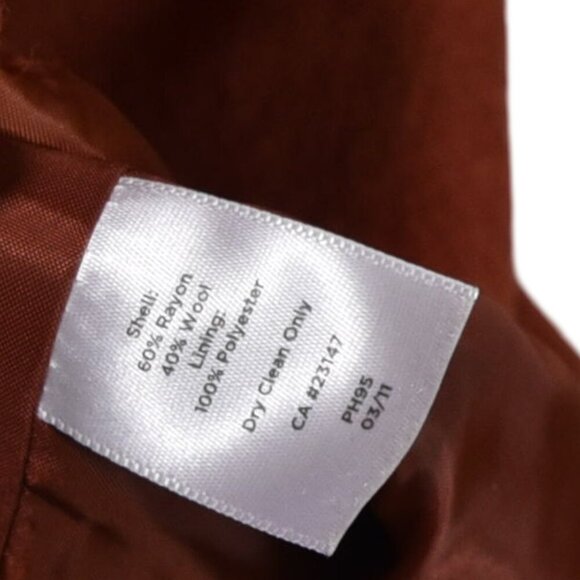 Shell:
60% Rayon
40% Wool
Lining:
100% Polyester
Dry Clean Only
CA #23147
PH95
03/11